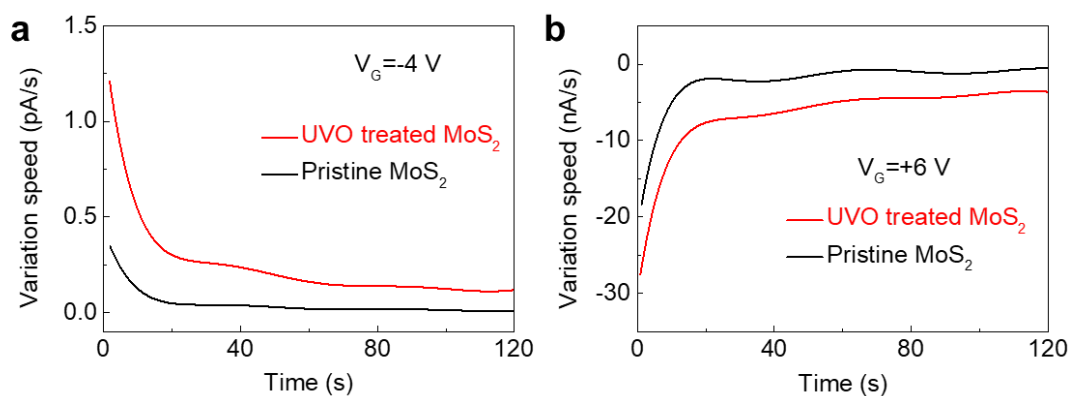 a
V_G=-4 V
UVO treated MoS₂
Pristine MoS₂
Variation speed (pA/s)
1.5
1.0
0.5
0.0
0 40 80 120
Time (s)
b
V_G=+6 V
UVO treated MoS₂
Pristine MoS₂
Variation speed (nA/s)
0
-10
-20
-30
0 40 80 120
Time (s)